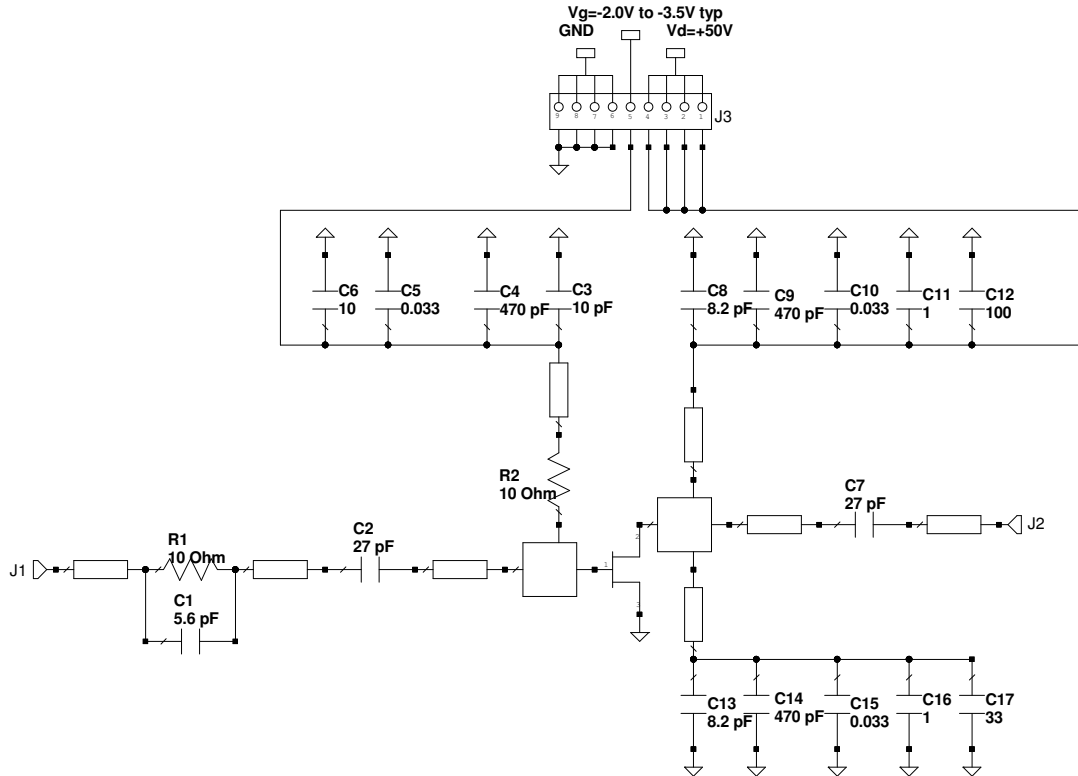 Vg=-2.0V to -3.5V typ
GND
Vd=+50V
9 8 7 6 5 4 3 2 1
J3
C6
10
C5
0.033
C4
470 pF
C3
10 pF
C8
8.2 pF
C9
470 pF
C10
0.033
C11
1
C12
100
R2
10 Ohm
C7
27 pF
J2
2
1
3
C2
27 pF
R1
10 Ohm
J1
C1
5.6 pF
C13
8.2 pF
C14
470 pF
C15
0.033
C16
1
C17
33